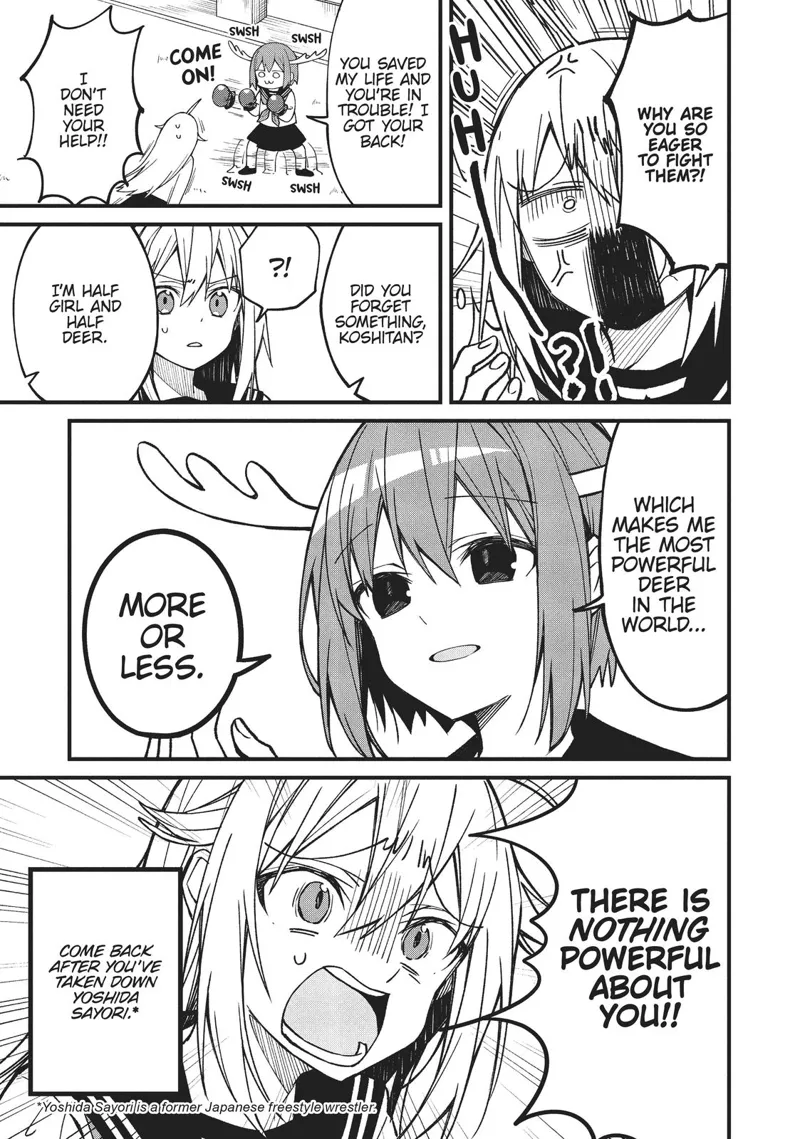 HUH
?!
WHY ARE
YOU SO
EAGER
TO FIGHT
THEM?!
YOU SAVED
MY LIFE AND
YOU'RE IN
TROUBLE! I
GOT YOUR
BACK!
SWSH
SWSH
COME
ON!
SWSH
SWSH
I
DON'T
NEED
YOUR
HELP!!
DID YOU
FORGET
SOMETHING,
KOSHITAN?
?!
I'M HALF
GIRL AND
HALF
DEER.
WHICH
MAKES ME
THE MOST
POWERFUL
DEER
IN THE
WORLD...
MORE
OR
LESS.
THERE IS
NOTHING
POWERFUL
ABOUT
YOU!!
COME BACK
AFTER YOU'VE
TAKEN DOWN
YOSHIDA
SAYORI.*
*Yoshida Sayori is a former Japanese freestyle wrestler.